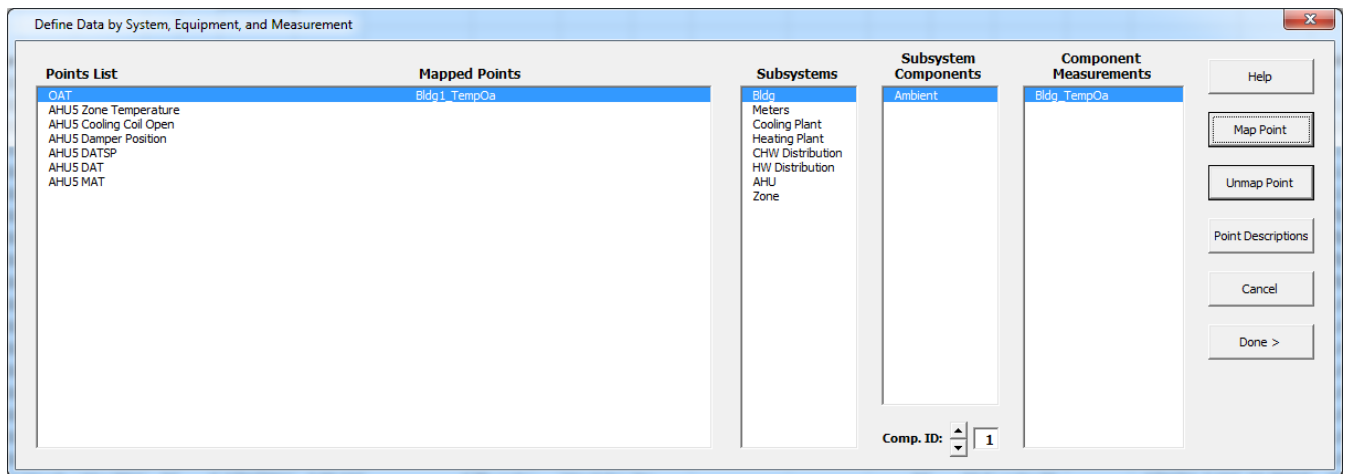 Define Data by System, Equipment, and Measurement
X
Points List
Mapped Points
Subsystems
Subsystem
Components
Component
Measurements
OAT Bldg1_TempOa
AHU5 Zone Temperature
AHU5 Cooling Coil Open
AHU5 Damper Position
AHU5 DATSP
AHU5 DAT
AHU5 MAT
Bldg
Meters
Cooling Plant
Heating Plant
CHW Distribution
HW Distribution
AHU
Zone
Ambient
Comp. ID: 1
Bldg_TempOa
Help
Map Point
Unmap Point
Point Descriptions
Cancel
Done >